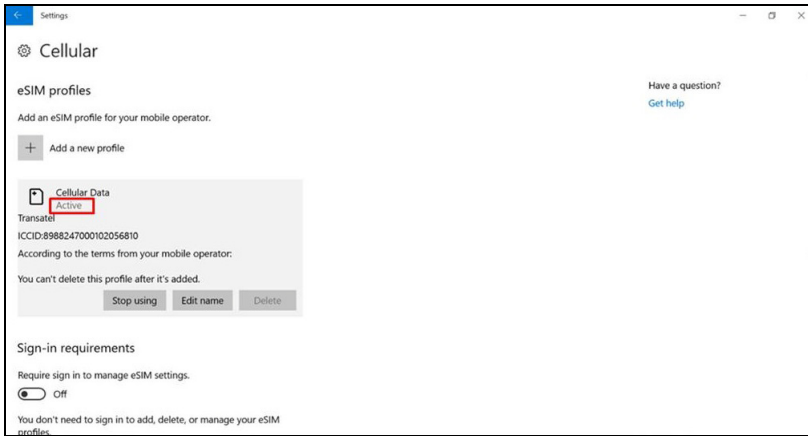 Settings
Cellular
eSIM profiles
Have a question?
Add an eSIM profile for your mobile operator.
Get help
Add a new profile
Cellular Data
Active
Transatel
ICCID:8988247000102056810
According to the terms from your mobile operator:
You can't delete this profile after it's added.
Stop using Edit name Delete
Sign-in requirements
Require sign in to manage eSIM settings.
Off
You don't need to sign in to add, delete, or manage your eSIM
profiles.